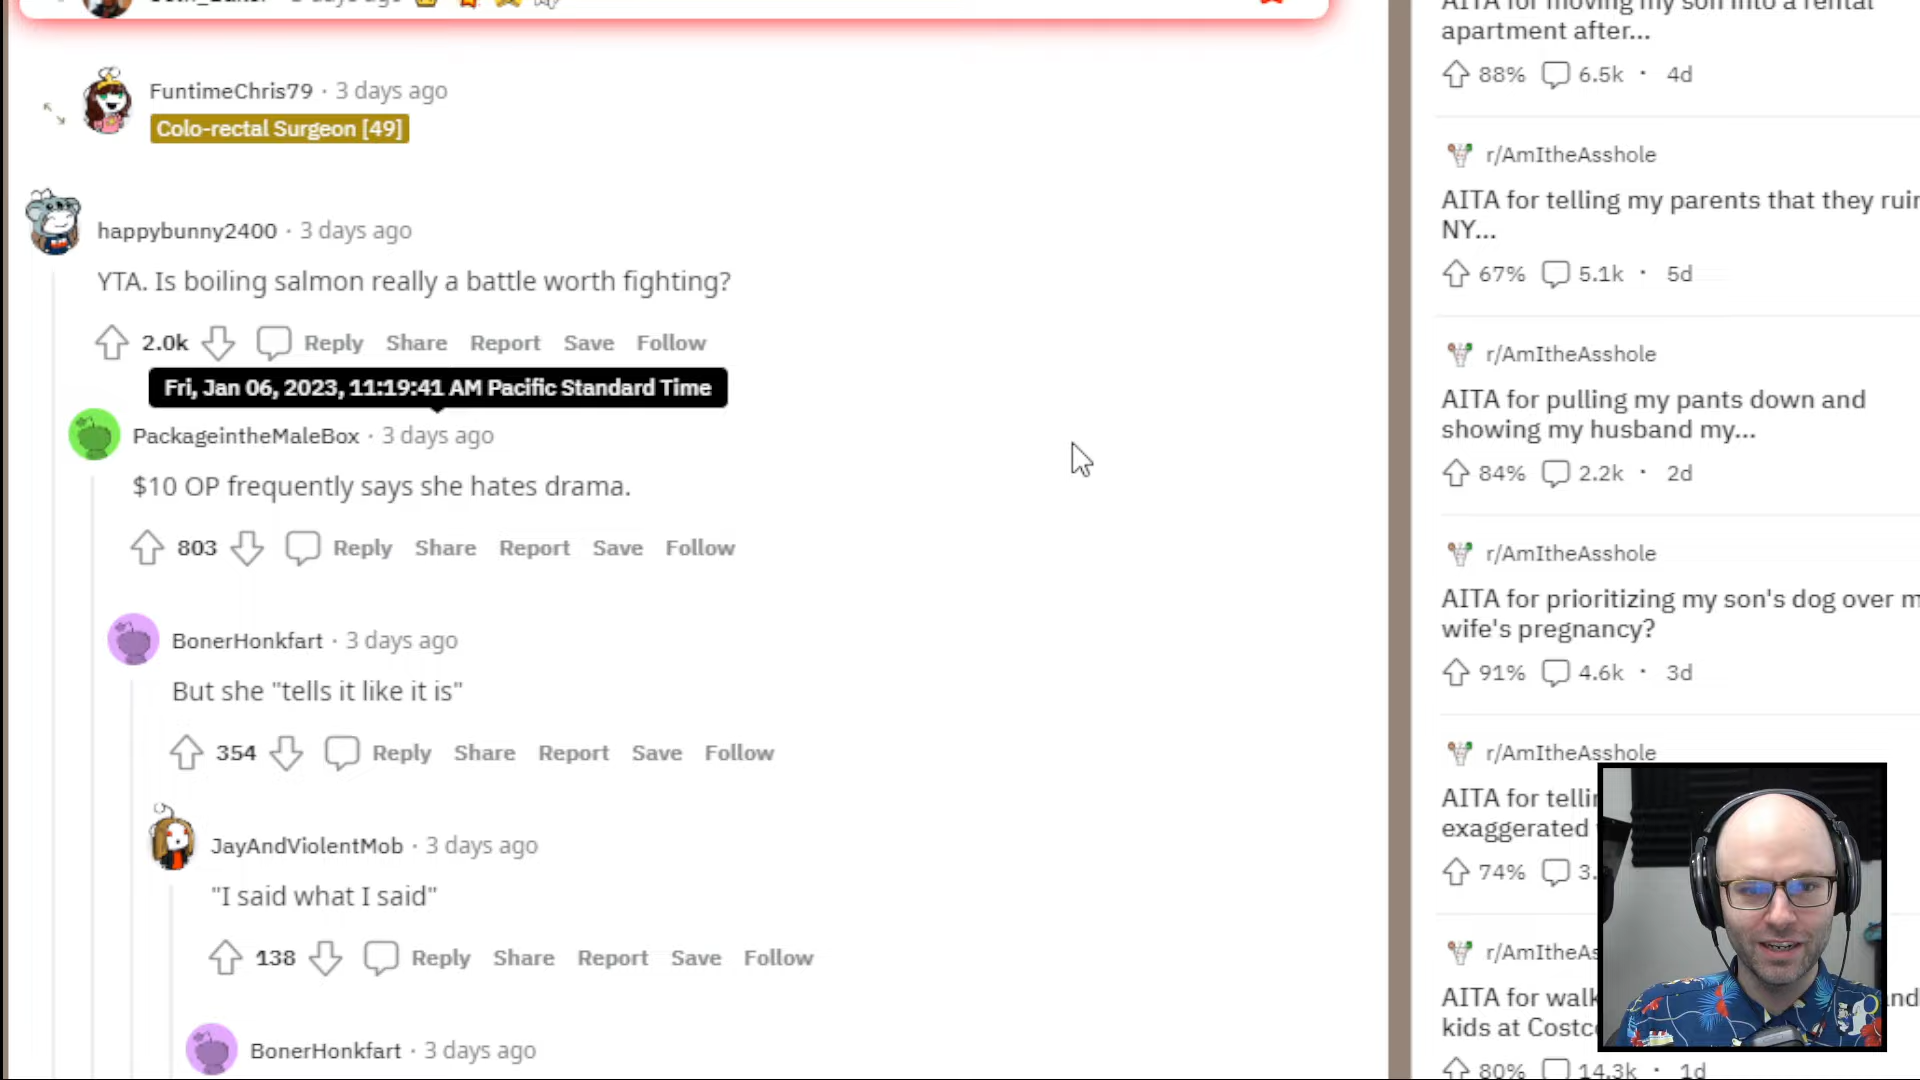 3 days ago
AITA for moving my son into a rental
apartment after...
88% 6.5k · 4d
FuntimeChris79 · 3 days ago
Colo-rectal Surgeon [49]
r/AmItheAsshole
AITA for telling my parents that they ruin
NY...
67% 5.1k · 5d
happybunny2400 · 3 days ago
YTA. Is boiling salmon really a battle worth fighting?
2.0k Reply Share Report Save Follow
Fri, Jan 06, 2023, 11:19:41 AM Pacific Standard Time
PackageintheMaleBox · 3 days ago
$10 OP frequently says she hates drama.
803 Reply Share Report Save Follow
r/AmItheAsshole
AITA for pulling my pants down and
showing my husband my...
84% 2.2k · 2d
BonerHonkfart · 3 days ago
But she "tells it like it is"
354 Reply Share Report Save Follow
r/AmItheAsshole
AITA for prioritizing my son's dog over m
wife's pregnancy?
91% 4.6k · 3d
JayAndViolentMob · 3 days ago
"I said what I said"
138 Reply Share Report Save Follow
r/AmItheAsshole
AITA for tellin
exaggerated
74% 3.
BonerHonkfart · 3 days ago
r/AmItheAs
AITA for walk
kids at Costc
80% 14.3k · 1d